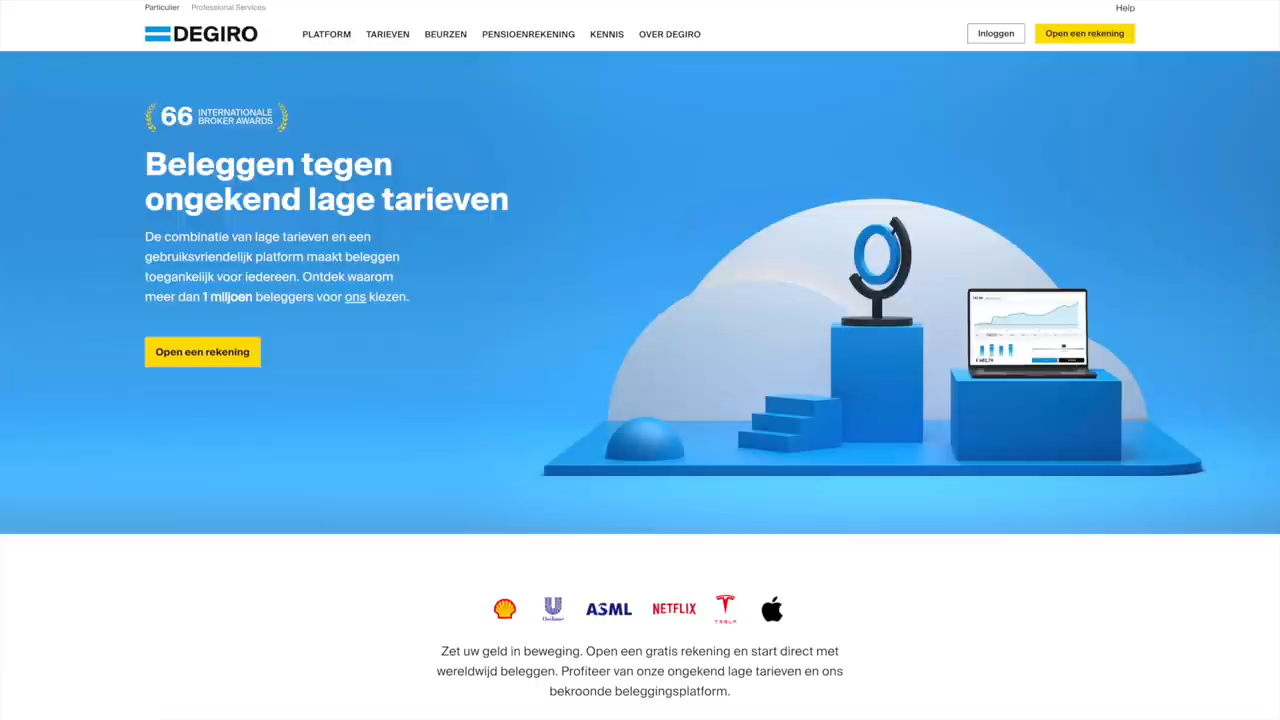 Particulier Professional Services Help
DEGIRO PLATFORM TARIEVEN BEURZEN PENSIOENREKENING KENNIS OVER DEGIRO Inloggen Open een rekening
66 INTERNATIONALE
BROKER AWARDS
Beleggen tegen
ongekend lage tarieven
De combinatie van lage tarieven en een
gebruiksvriendelijk platform maakt beleggen
toegankelijk voor iedereen. Ontdek waarom
meer dan 1 miljoen beleggers voor ons kiezen.
Open een rekening
Unilever ASML NETFLIX TESLA
Zet uw geld in beweging. Open een gratis rekening en start direct met
wereldwijd beleggen. Profiteer van onze ongekend lage tarieven en ons
bekroonde beleggingsplatform.